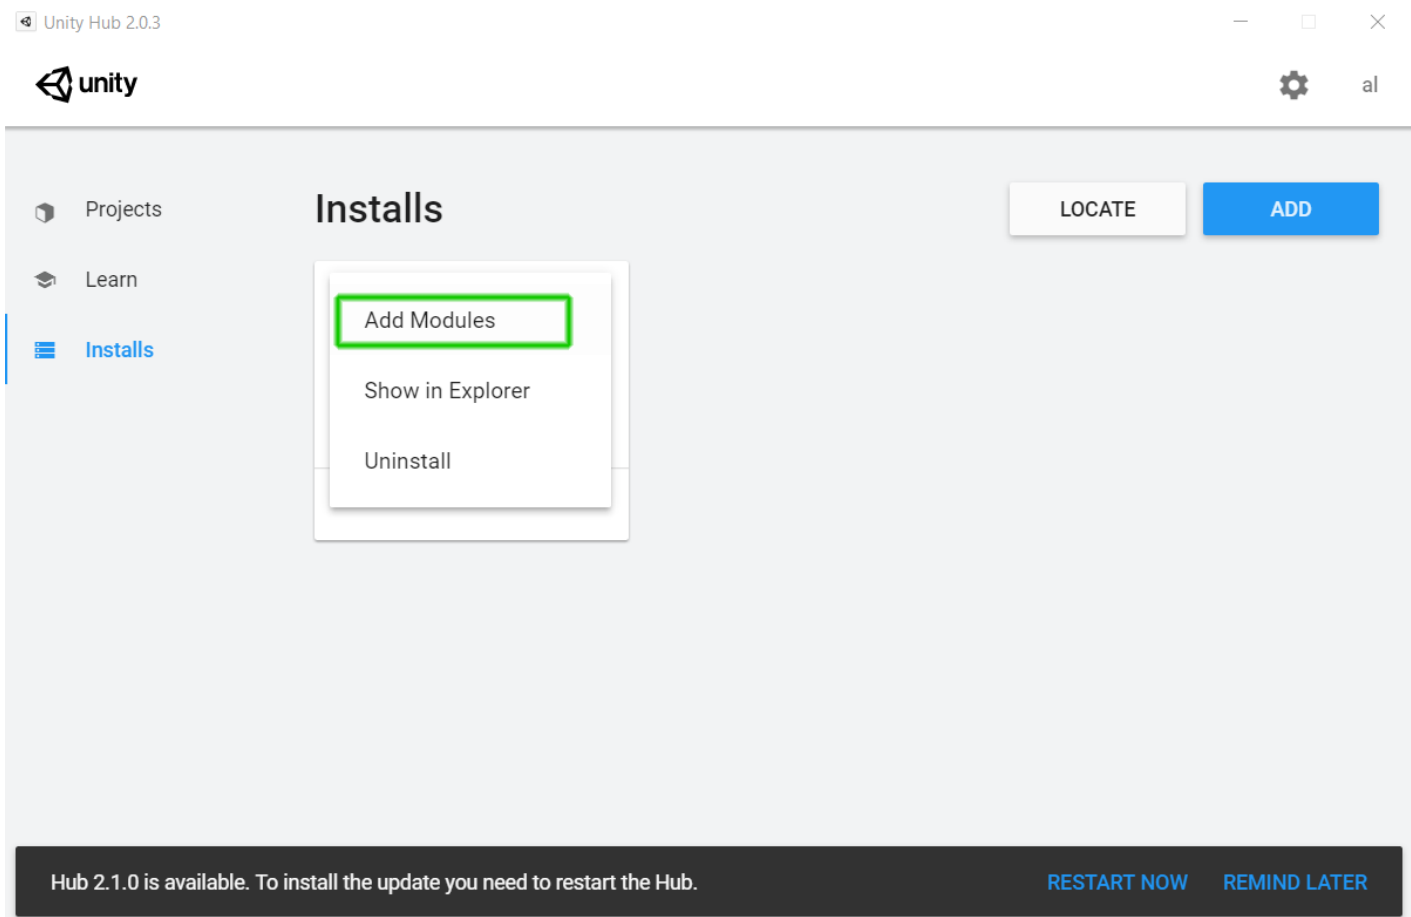 Unity Hub 2.0.3
unity
al
Projects
Learn
Installs
Installs
LOCATE
ADD
Add Modules
Show in Explorer
Uninstall
Hub 2.1.0 is available. To install the update you need to restart the Hub.
RESTART NOW
REMIND LATER